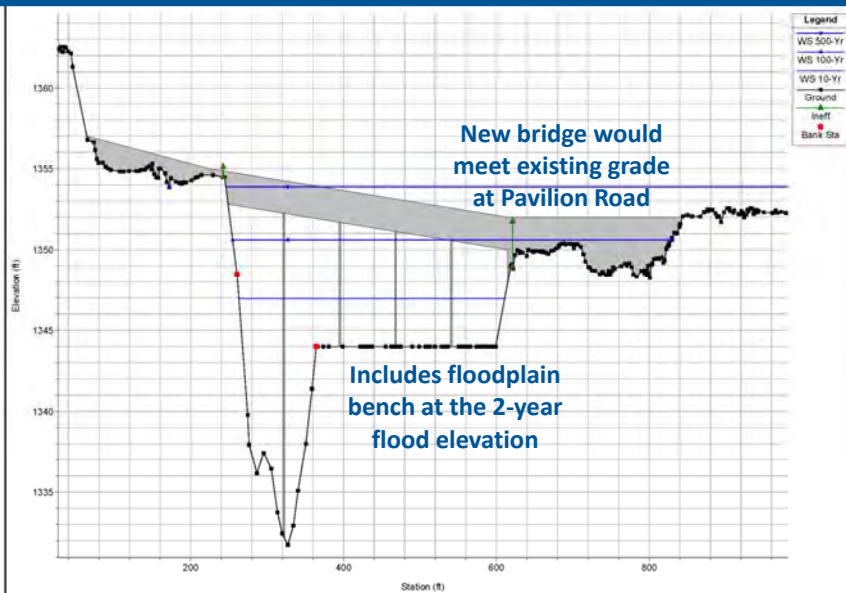 Legend
WS 500-Yr
WS 100-Yr
WS 10-Yr
Ground
Ineff
Bank Sta
New bridge would
meet existing grade
at Pavilion Road
Includes floodplain
bench at the 2-year
flood elevation
Elevation (ft)
1360
1355
1350
1345
1340
1335
200
400
600
800
Station (ft)